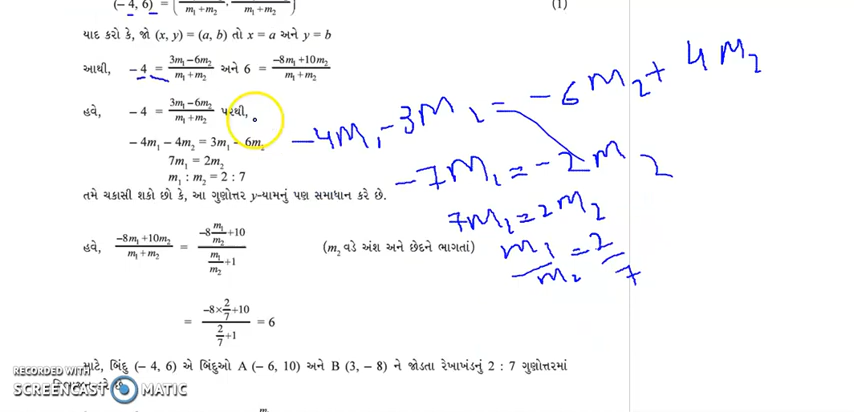 (– 4, 6) = ( m₁+m₂ , m₁+m₂ ) (1)
યાદ કરો કે, જો (x, y) = (a, b) તો x = a અને y = b
આથી, – 4 = (3m₁ – 6m₂)/(m₁+m₂) અને 6 = (–8m₁+10m₂)/(m₁+m₂)
હવે, – 4 = (3m₁ – 6m₂)/(m₁+m₂) પરથી,
– 4m₁ – 4m₂ = 3m₁ – 6m₂
7m₁ = 2m₂
m₁ : m₂ = 2 : 7
–4m₁ –3m₂ = –6m₂+ 4m₂
–7m₁ = –2m2
7m₂ = 2m₂
m₁/m₂ = 2/7
તમે ચકાસી શકો છો કે, આ ગુણોત્તર y-યામનું પણ સમાધાન કરે છે.
હવે, (–8m₁+10m₂)/(m₁+m₂) = (–8 m₁/m₂ +10)/(m₁/m₂ +1) (m₂ વડે અંશ અને છેદને ભાગતાં)
= (–8 × 2/7 +10)/(2/7 +1) = 6
માટે, બિંદુ (– 4, 6) એ બિંદુઓ A (– 6, 10) અને B (3, – 8) ને જોડતા રેખાખંડનું 2 : 7 ગુણોત્તરમાં
કરે છે.
RECORDED WITH
SCREENCAST MATIC